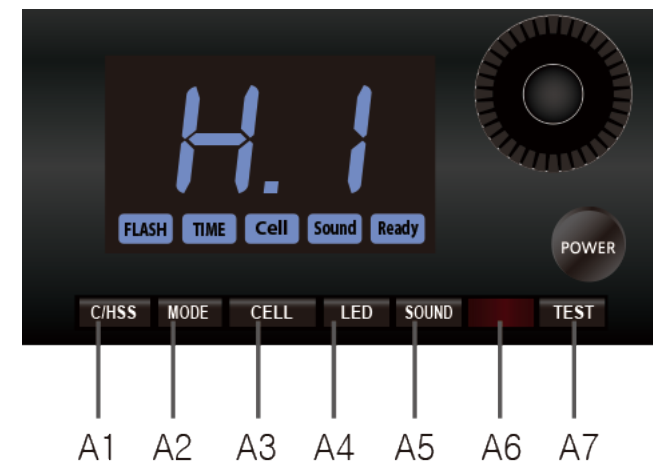 H.1
FLASH TIME Cell Sound Ready
POWER
C/HSS MODE CELL LED SOUND TEST
A1 A2 A3 A4 A5 A6 A7